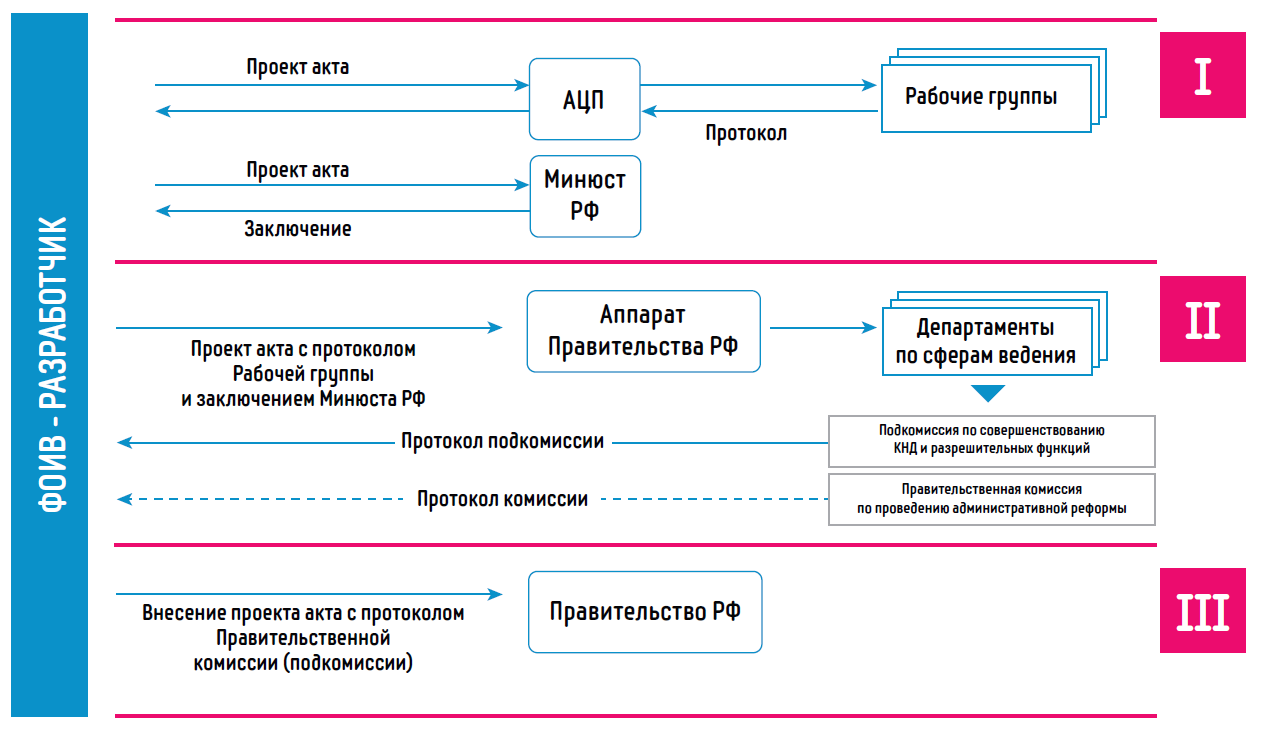 ФОИВ - РАЗРАБОТЧИК
I
Проект акта
АЦП
Рабочие группы
Протокол
Проект акта
Минюст
РФ
Заключение
II
Аппарат
Правительства РФ
Департаменты
по сферам ведения
Проект акта с протоколом
Рабочей группы
и заключением Минюста РФ
Протокол подкомиссии
Подкомиссия по совершенствованию
КНД и разрешительных функций
Протокол комиссии
Правительственная комиссия
по проведению административной реформы
III
Правительство РФ
Внесение проекта акта с протоколом
Правительственной
комиссии (подкомиссии)